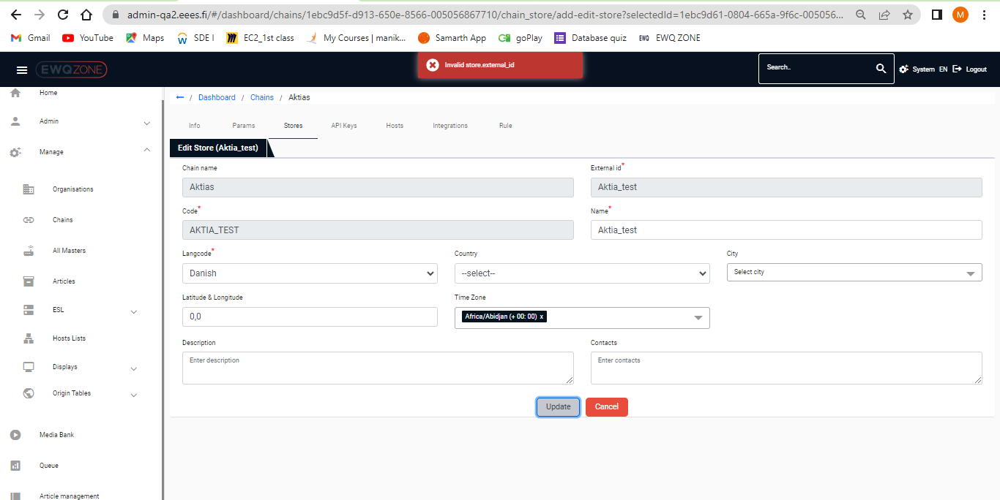 admin-qa2.eees.fi/#/dashboard/chains/1ebc9d5f-d913-650e-8566-005056867710/chain_store/add-edit-store?selectedId=1ebc9d61-0804-665a-9f6c-005056...
M
Gmail YouTube Maps SDE I EC2_1st class My Courses | manik... Samarth App goPlay Database quiz EWQ EWQ ZONE
EWQZONE
Invalid store.external_id
Search..
System EN Logout
Home
Admin
Manage
Organisations
Chains
All Masters
Articles
ESL
Hosts Lists
Displays
Origin Tables
Media Bank
Queue
Article management
← / Dashboard / Chains / Aktias
Info Params Stores API Keys Hosts Integrations Rule
Edit Store (Aktia_test)
Chain name
Aktias
External id*
Aktia_test
Code*
AKTIA_TEST
Name*
Aktia_test
Langcode*
Danish
Country
--select--
City
Select city
Latitude & Longitude
0,0
Time Zone
Africa/Abidjan (+ 00: 00) x
Description
Enter description
Contacts
Enter contacts
Update Cancel